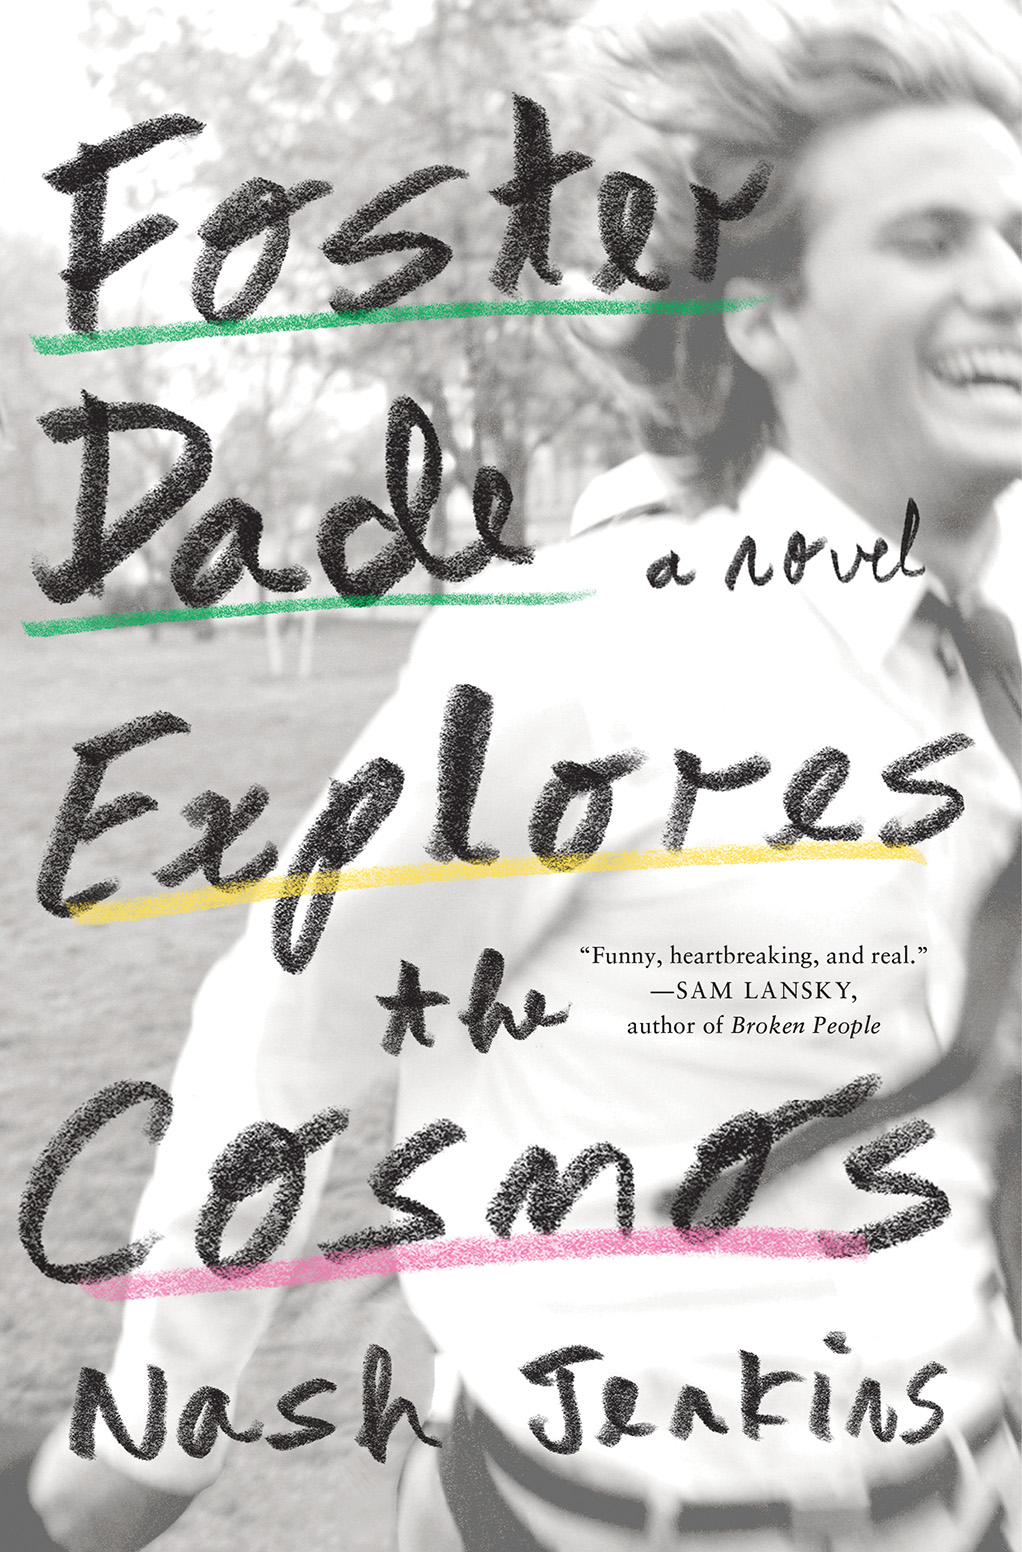 Foster
Dade
a novel
Explores
the
“Funny, heartbreaking, and real.”
—SAM LANSKY,
author of Broken People
Cosmos
Nash Jenkins